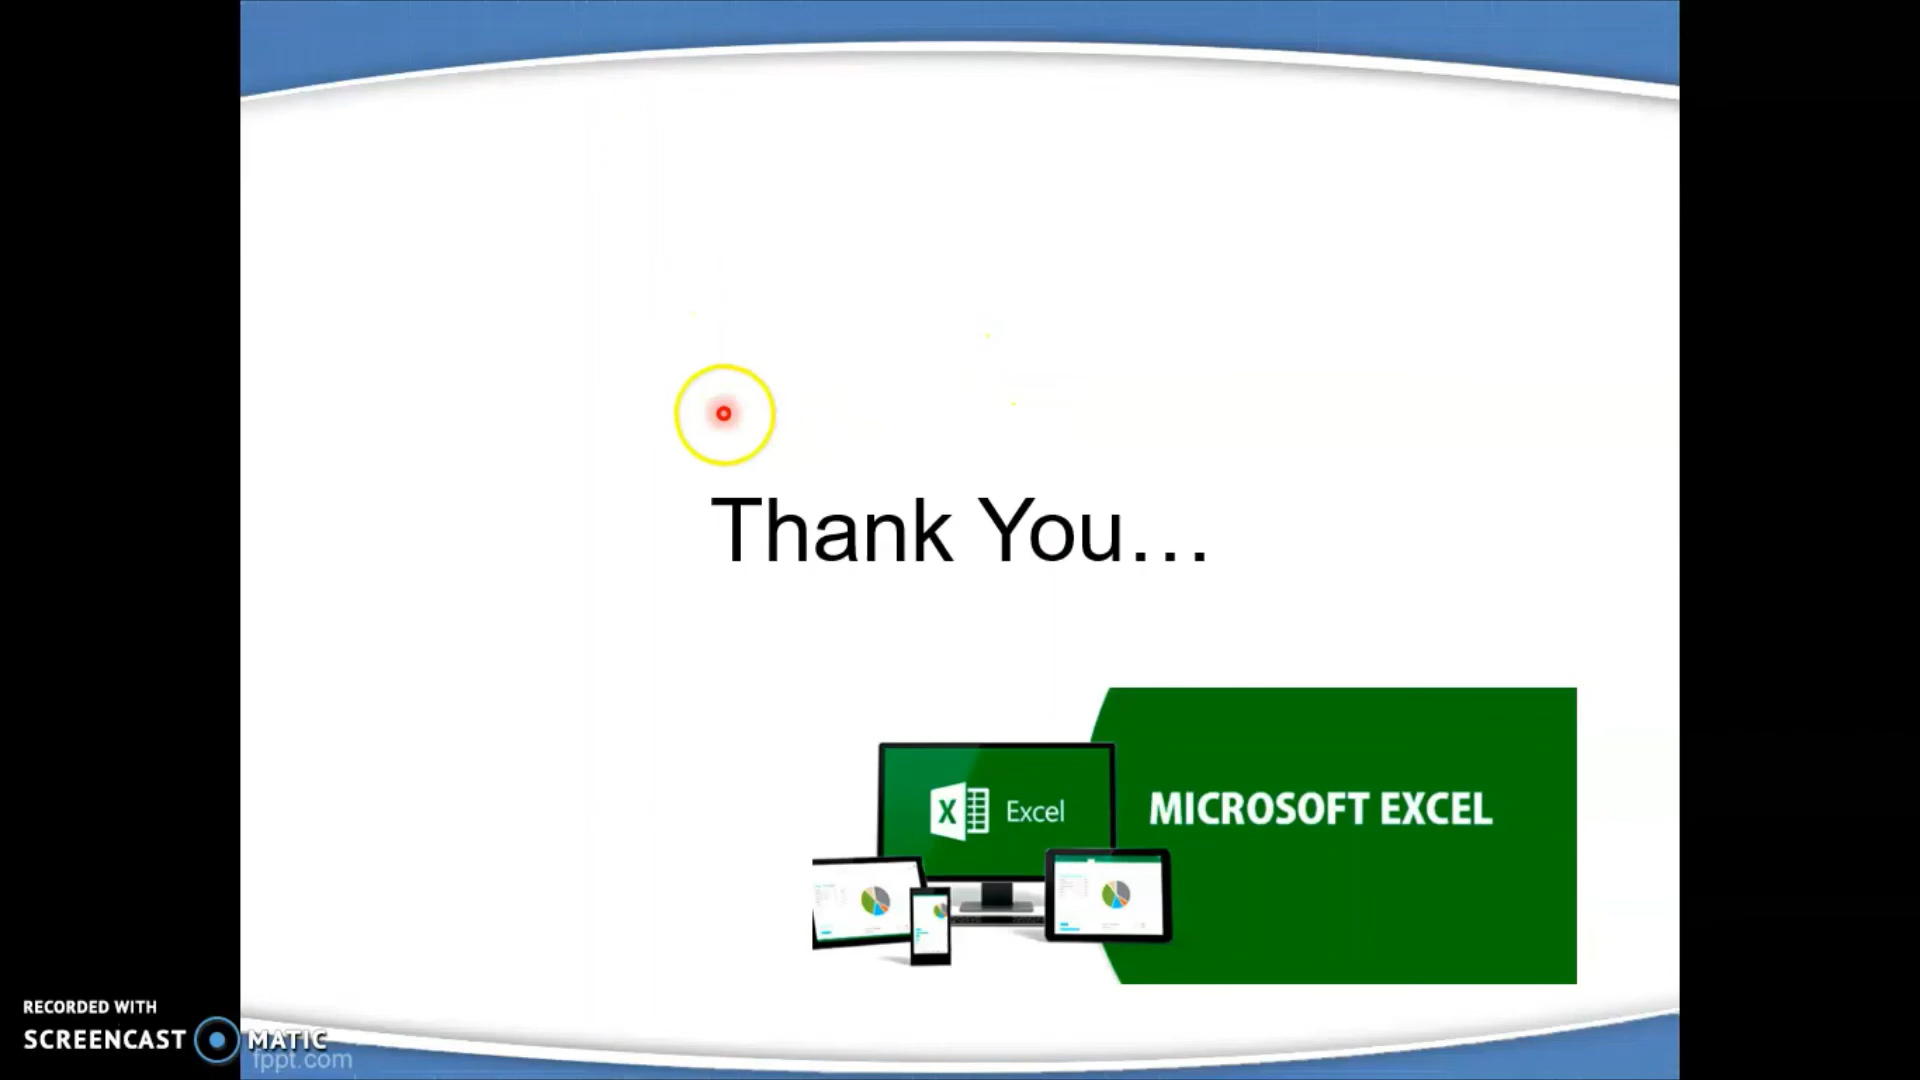 Thank You…
Excel
MICROSOFT EXCEL
RECORDED WITH
SCREENCAST MATIC
fppt.com